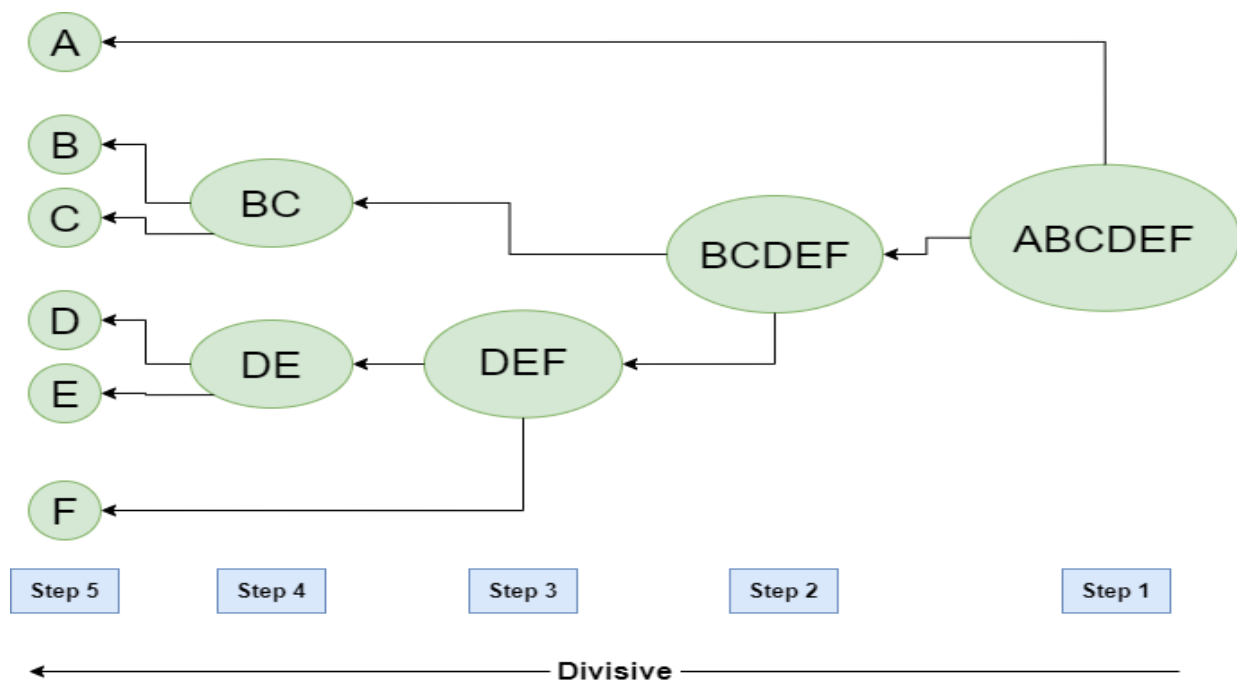 A
B
C
BC
BCDEF
ABCDEF
D
E
DE
DEF
F
Step 5
Step 4
Step 3
Step 2
Step 1
Divisive